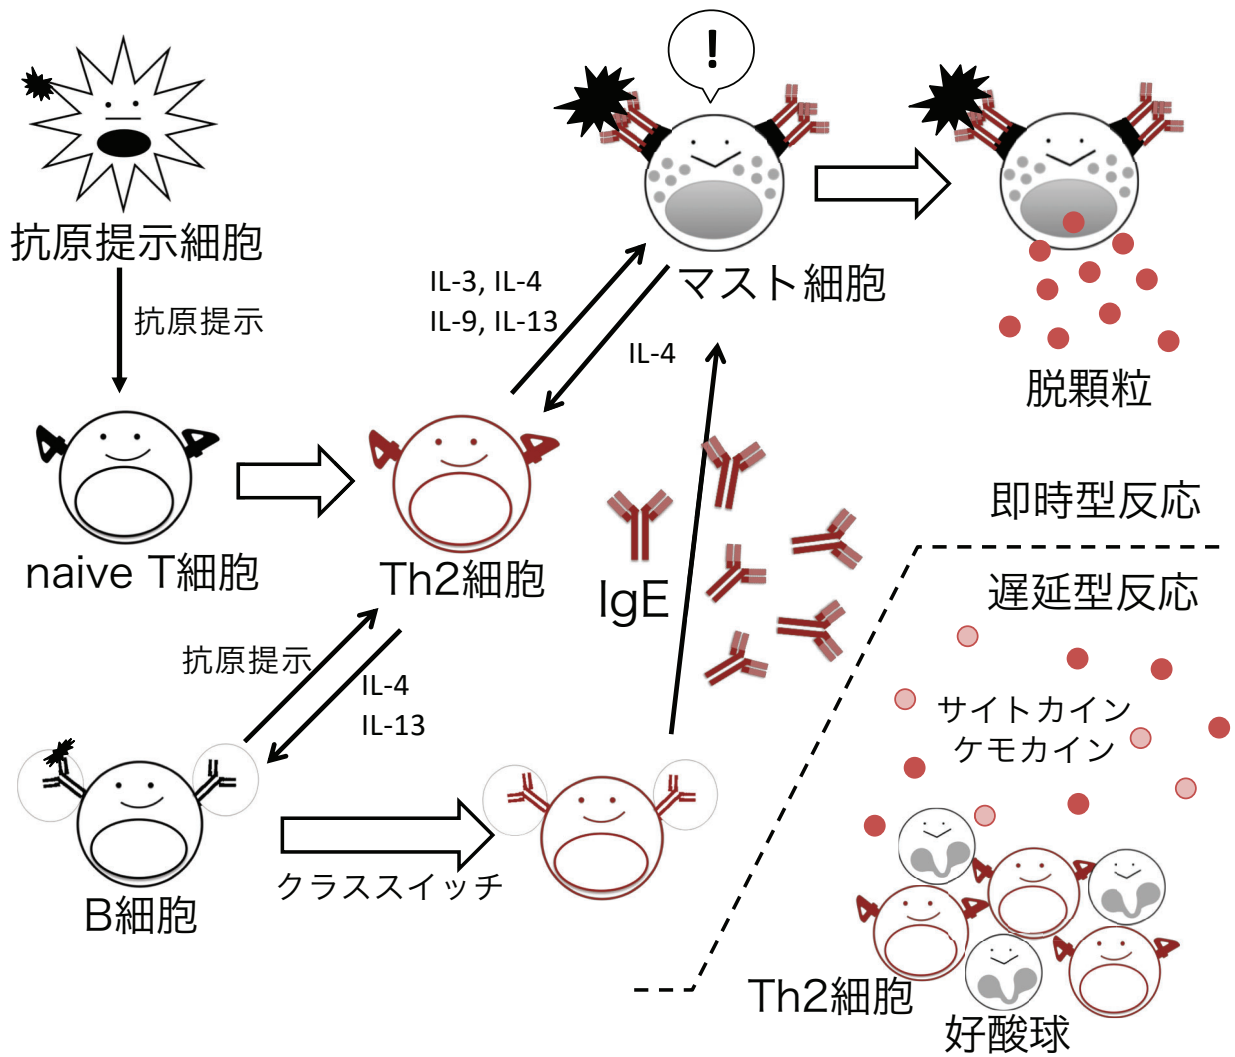 !
抗原提示細胞
抗原提示
IL-3, IL-4
IL-9, IL-13
マスト細胞
IL-4
脱顆粒
naive T細胞
Th2細胞
IgE
即時型反応
遅延型反応
抗原提示
IL-4
IL-13
サイトカイン
ケモカイン
クラススイッチ
B細胞
Th2細胞
好酸球